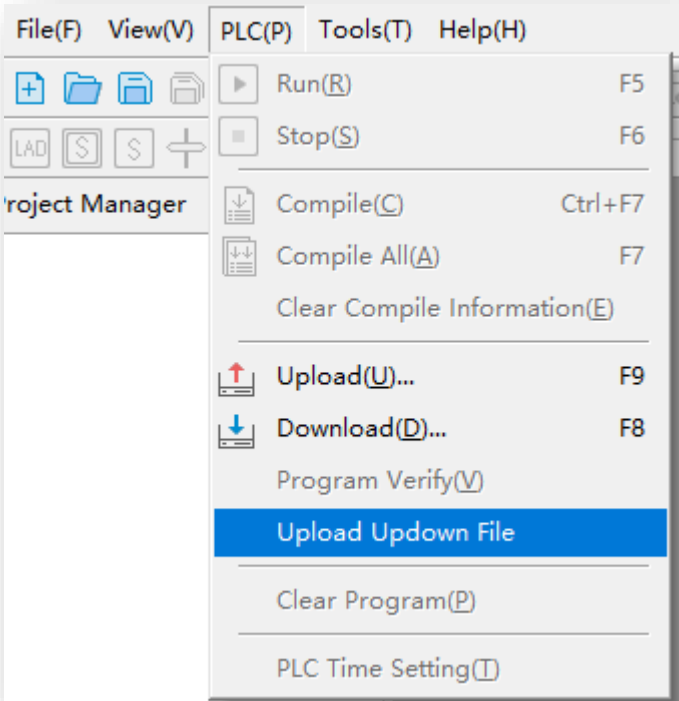 File(F) View(V) PLC(P) Tools(T) Help(H)
Run(R) F5
LAD S S Stop(S) F6
roject Manager Compile(C) Ctrl+F7
Compile All(A) F7
Clear Compile Information(E)
Upload(U)... F9
Download(D)... F8
Program Verify(V)
Upload Updown File
Clear Program(P)
PLC Time Setting(T)